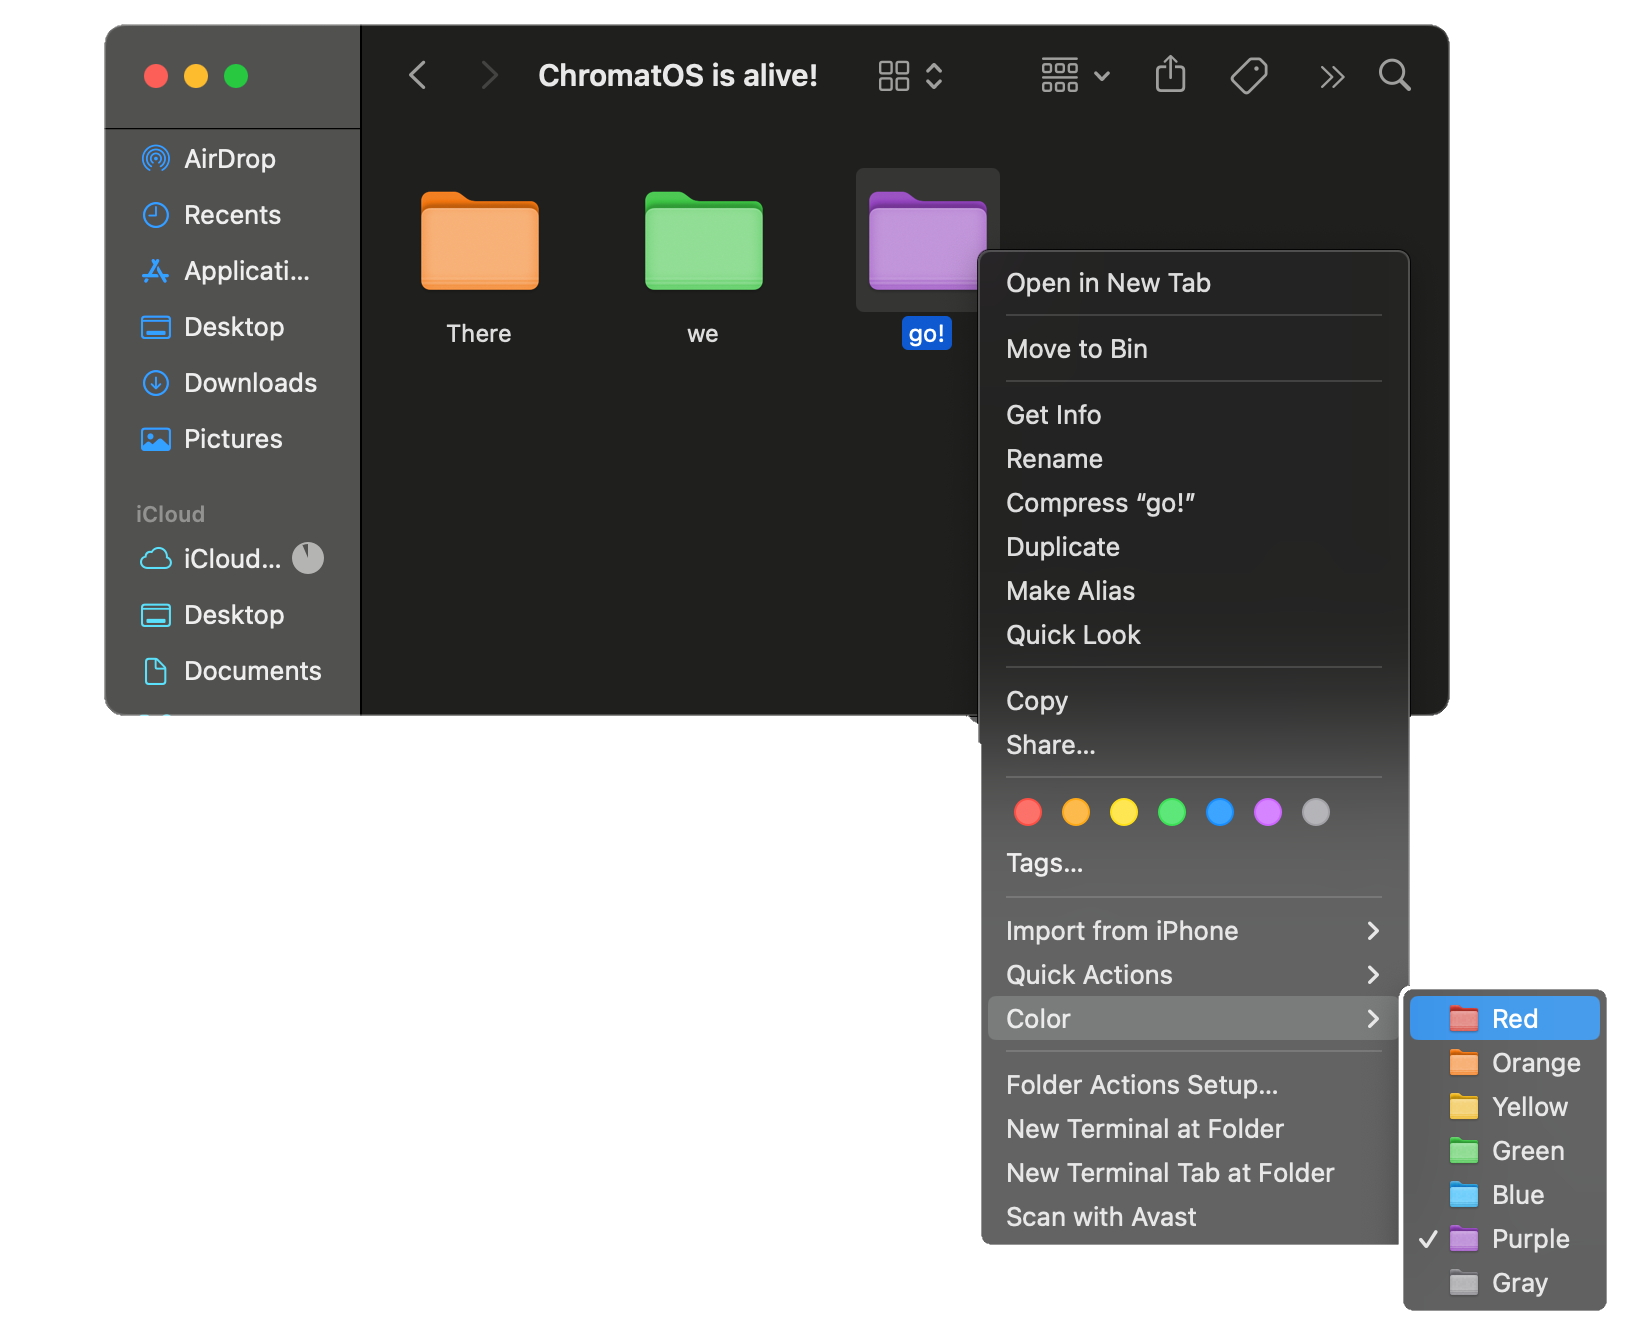 ChromatOS is alive!
AirDrop
Recents
Applicati...
Desktop
Downloads
Pictures
iCloud
iCloud...
Desktop
Documents
There
we
go!
Open in New Tab
Move to Bin
Get Info
Rename
Compress “go!”
Duplicate
Make Alias
Quick Look
Copy
Share...
Tags...
Import from iPhone
Quick Actions
Color
Folder Actions Setup...
New Terminal at Folder
New Terminal Tab at Folder
Scan with Avast
Red
Orange
Yellow
Green
Blue
Purple
Gray